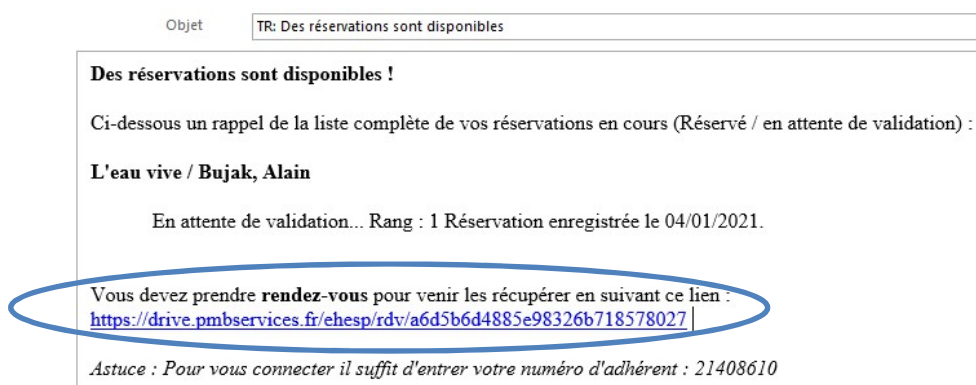 Objet TR: Des réservations sont disponibles
Des réservations sont disponibles !
Ci-dessous un rappel de la liste complète de vos réservations en cours (Réservé / en attente de validation) :
L'eau vive / Bujak, Alain
En attente de validation... Rang : 1 Réservation enregistrée le 04/01/2021.
Vous devez prendre rendez-vous pour venir les récupérer en suivant ce lien :
https://drive.pmbservices.fr/ehesp/rdv/a6d5b6d4885e98326b718578027
Astuce : Pour vous connecter il suffit d'entrer votre numéro d'adhérent : 21408610